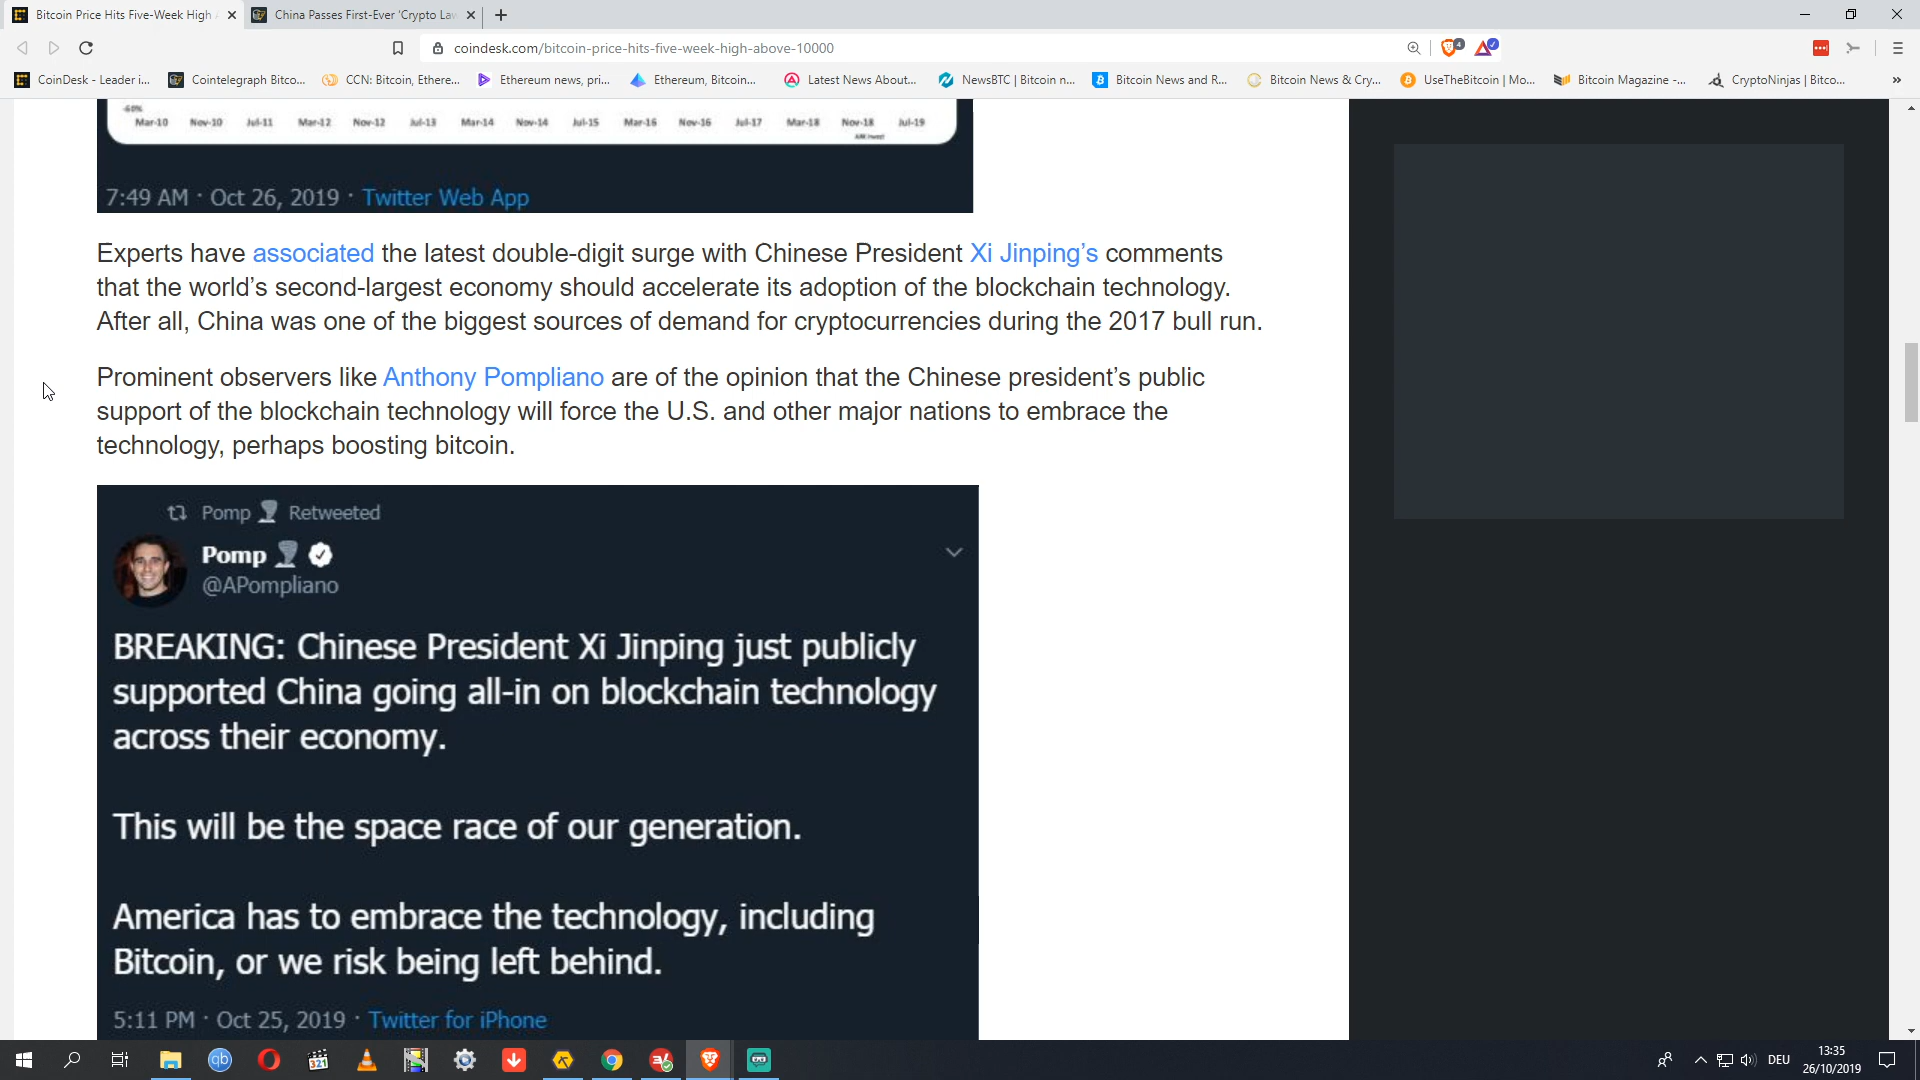 Bitcoin Price Hits Five-Week High
China Passes First-Ever 'Crypto Law
coindesk.com/bitcoin-price-hits-five-week-high-above-10000
4
CoinDesk - Leader i...
Cointelegraph Bitco...
CCN: Bitcoin, Ethere...
Ethereum news, pri...
Ethereum, Bitcoin...
Latest News About...
NewsBTC | Bitcoin n...
Bitcoin News and R...
Bitcoin News & Cry...
UseTheBitcoin | Mo...
Bitcoin Magazine -...
CryptoNinjas | Bitco...
»
-60%
Mar-10 Nov-10 Jul-11 Mar-12 Nov-12 Jul-13 Mar-14 Nov-14 Jul-15 Mar-16 Nov-16 Jul-17 Mar-18 Nov-18 Jul-19
ARK Invest
7:49 AM · Oct 26, 2019 · Twitter Web App
Experts have associated the latest double-digit surge with Chinese President Xi Jinping’s comments
that the world’s second-largest economy should accelerate its adoption of the blockchain technology.
After all, China was one of the biggest sources of demand for cryptocurrencies during the 2017 bull run.
Prominent observers like Anthony Pompliano are of the opinion that the Chinese president’s public
support of the blockchain technology will force the U.S. and other major nations to embrace the
technology, perhaps boosting bitcoin.
Pomp Retweeted
Pomp
@APompliano
BREAKING: Chinese President Xi Jinping just publicly
supported China going all-in on blockchain technology
across their economy.
This will be the space race of our generation.
America has to embrace the technology, including
Bitcoin, or we risk being left behind.
5:11 PM · Oct 25, 2019 · Twitter for iPhone
qb
321
DEU
13:35
26/10/2019